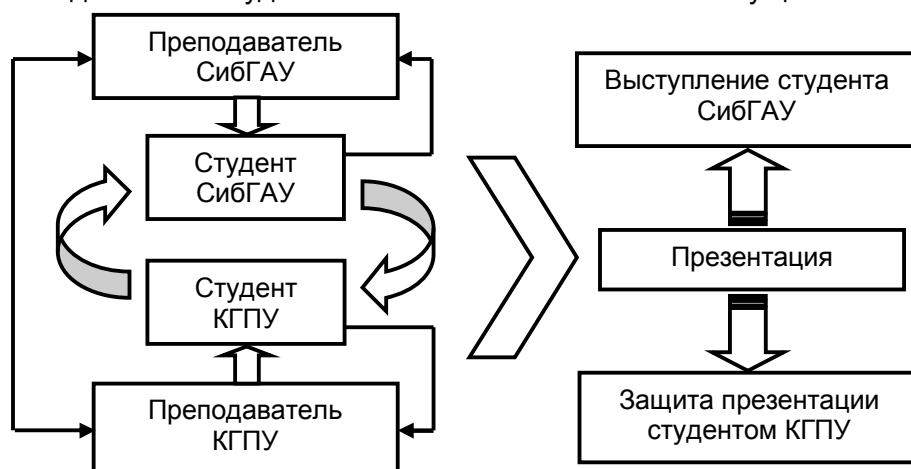 Преподаватель
СибГАУ
Студент
СибГАУ
Студент
КГПУ
Преподаватель
КГПУ
Выступление студента
СибГАУ
Презентация
Защита презентации
студентом КГПУ